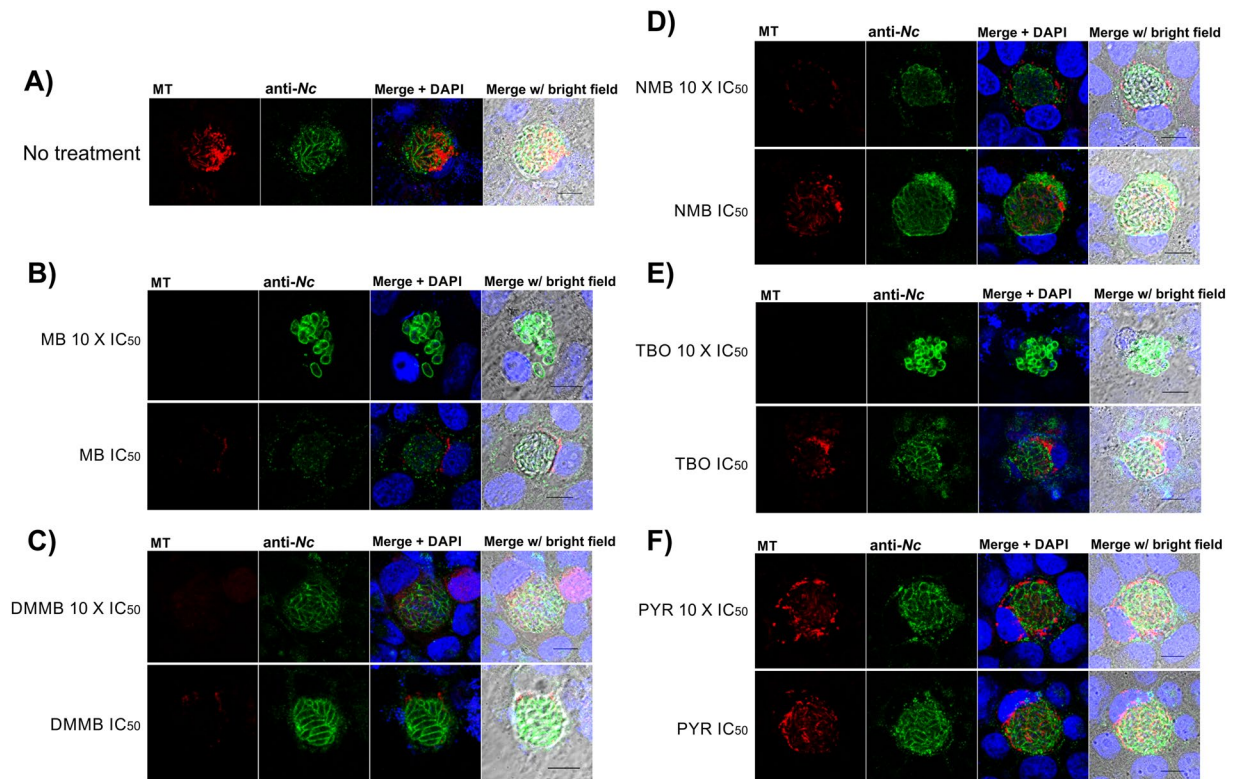 A)
MT anti-Nc Merge + DAPI Merge w/ bright field
No treatment
B)
MT anti-Nc Merge + DAPI Merge w/ bright field
MB 10 X IC50
MB IC50
C)
MT anti-Nc Merge + DAPI Merge w/ bright field
DMMB 10 X IC50
DMMB IC50
D)
MT anti-Nc Merge + DAPI Merge w/ bright field
NMB 10 X IC50
NMB IC50
E)
MT anti-Nc Merge + DAPI Merge w/ bright field
TBO 10 X IC50
TBO IC50
F)
MT anti-Nc Merge + DAPI Merge w/ bright field
PYR 10 X IC50
PYR IC50